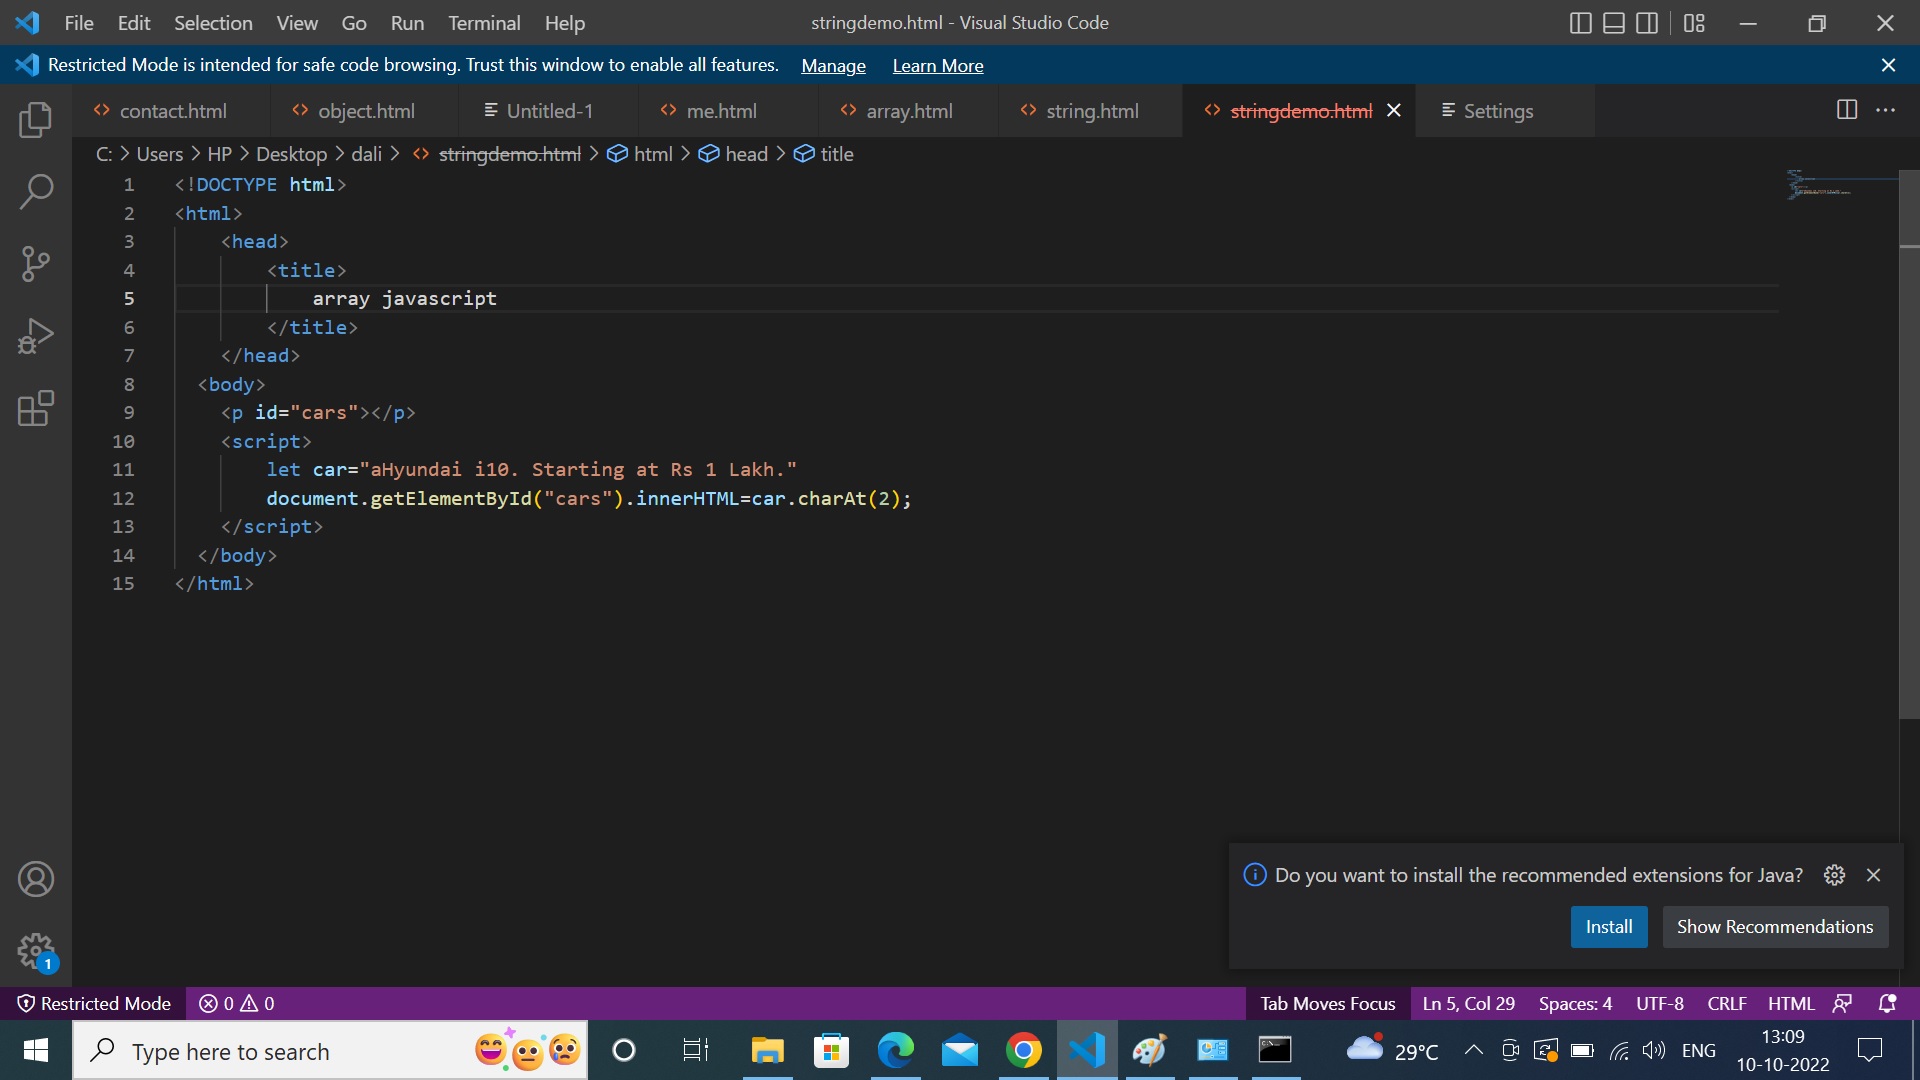 File Edit Selection View Go Run Terminal Help stringdemo.html - Visual Studio Code
Restricted Mode is intended for safe code browsing. Trust this window to enable all features. Manage Learn More
contact.html object.html Untitled-1 me.html array.html string.html stringdemo.html Settings
C: > Users > HP > Desktop > dali > stringdemo.html > html > head > title
1 <!DOCTYPE html>
2 <html>
3 <head>
4 <title>
5 array javascript
6 </title>
7 </head>
8 <body>
9 <p id="cars"></p>
10 <script>
11 let car="aHyundai i10. Starting at Rs 1 Lakh."
12 document.getElementById("cars").innerHTML=car.charAt(2);
13 </script>
14 </body>
15 </html>
Do you want to install the recommended extensions for Java?
Install Show Recommendations
1
Restricted Mode 0 0 Tab Moves Focus Ln 5, Col 29 Spaces: 4 UTF-8 CRLF HTML
Type here to search 29°C ENG 13:09
10-10-2022